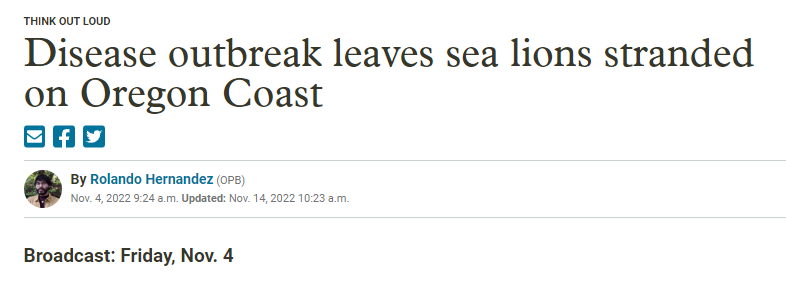 THINK OUT LOUD
Disease outbreak leaves sea lions stranded
on Oregon Coast
By Rolando Hernandez (OPB)
Nov. 4, 2022 9:24 a.m. Updated: Nov. 14, 2022 10:23 a.m.
Broadcast: Friday, Nov. 4